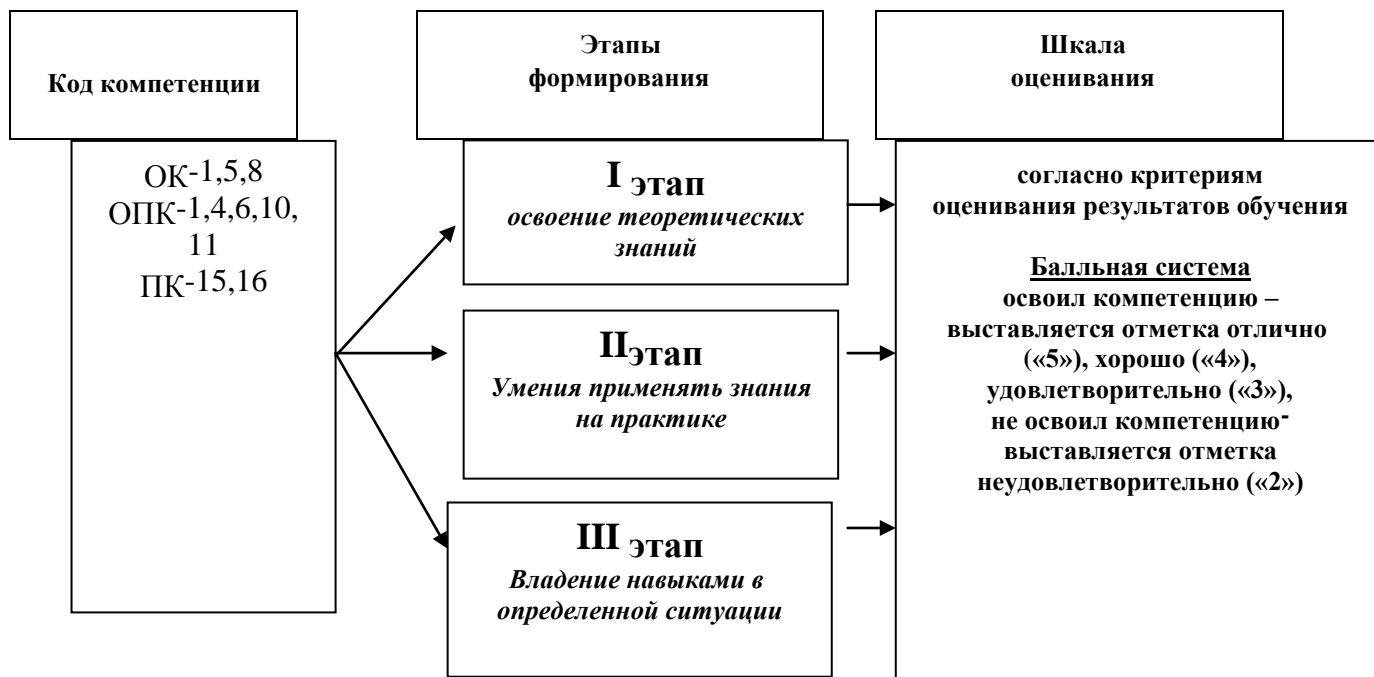 Код компетенции
Этапы
формирования
Шкала
оценивания
ОК-1,5,8
ОПК-1,4,6,10,
11
ПК-15,16
I этап
освоение теоретических
знаний
IIэтап
Умения применять знания
на практике
III этап
Владение навыками в
определенной ситуации
согласно критериям
оценивания результатов обучения
Балльная система
освоил компетенцию –
выставляется отметка отлично
(«5»), хорошо («4»),
удовлетворительно («3»),
не освоил компетенцию-
выставляется отметка
неудовлетворительно («2»)